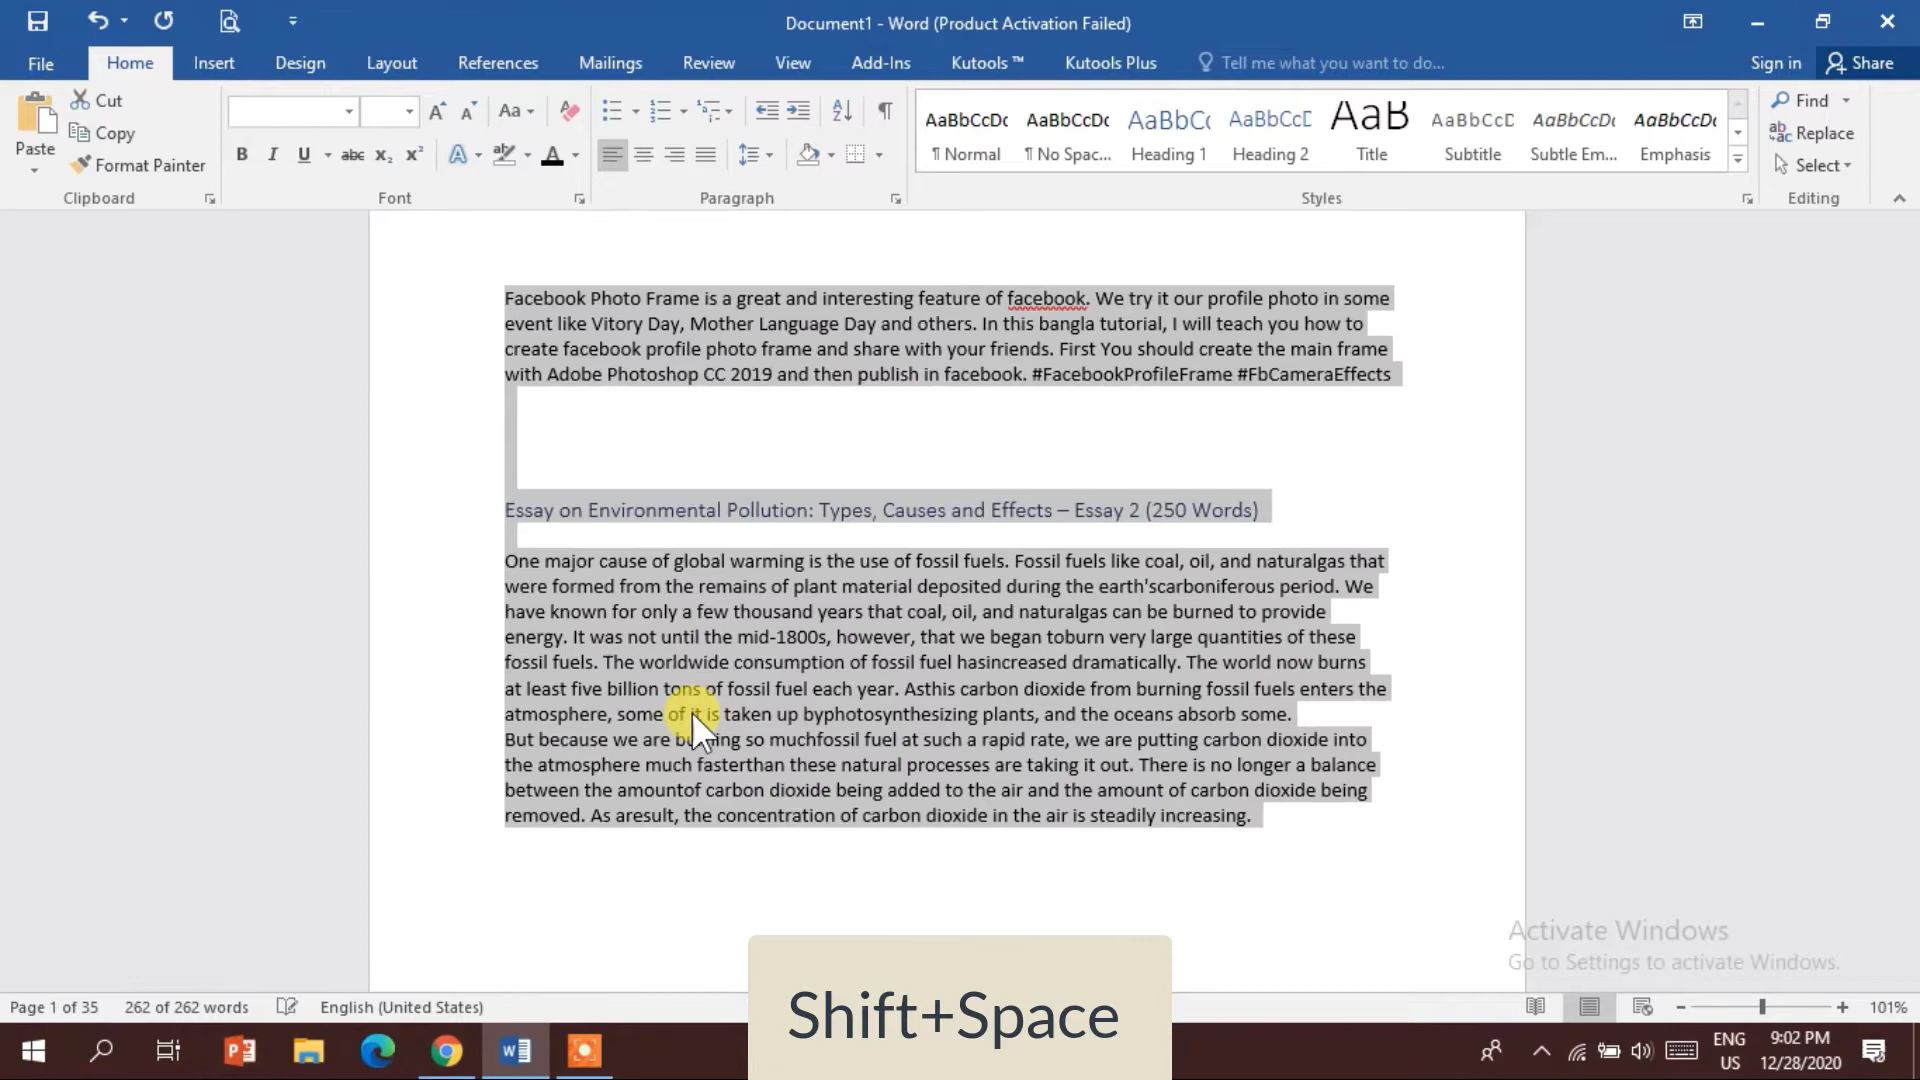 Document1 - Word (Product Activation Failed)
File Home Insert Design Layout References Mailings Review View Add-Ins Kutools ™ Kutools Plus Tell me what you want to do... Sign in Share
Paste
Cut
Copy
Format Painter
Clipboard
Aa
B I U abc x₂ x²
A
Font
Paragraph
AaBbCcDc AaBbCcDc AaBbC( AaBbCcD AaB AaBbCcD AaBbCcDc AaBbCcDc
¶ Normal ¶ No Spac... Heading 1 Heading 2 Title Subtitle Subtle Em... Emphasis
Styles
Find
Replace
Select
Editing
Facebook Photo Frame is a great and interesting feature of facebook. We try it our profile photo in some
event like Vitory Day, Mother Language Day and others. In this bangla tutorial, I will teach you how to
create facebook profile photo frame and share with your friends. First You should create the main frame
with Adobe Photoshop CC 2019 and then publish in facebook. #FacebookProfileFrame #FbCameraEffects
Essay on Environmental Pollution: Types, Causes and Effects – Essay 2 (250 Words)
One major cause of global warming is the use of fossil fuels. Fossil fuels like coal, oil, and naturalgas that
were formed from the remains of plant material deposited during the earth'scarboniferous period. We
have known for only a few thousand years that coal, oil, and naturalgas can be burned to provide
energy. It was not until the mid-1800s, however, that we began toburn very large quantities of these
fossil fuels. The worldwide consumption of fossil fuel hasincreased dramatically. The world now burns
at least five billion tons of fossil fuel each year. Asthis carbon dioxide from burning fossil fuels enters the
atmosphere, some of it is taken up byphotosynthesizing plants, and the oceans absorb some.
But because we are burning so muchfossil fuel at such a rapid rate, we are putting carbon dioxide into
the atmosphere much fasterthan these natural processes are taking it out. There is no longer a balance
between the amountof carbon dioxide being added to the air and the amount of carbon dioxide being
removed. As aresult, the concentration of carbon dioxide in the air is steadily increasing.
Activate Windows
Go to Settings to activate Windows.
Shift+Space
Page 1 of 35 262 of 262 words English (United States) 101%
ENG
US
9:02 PM
12/28/2020